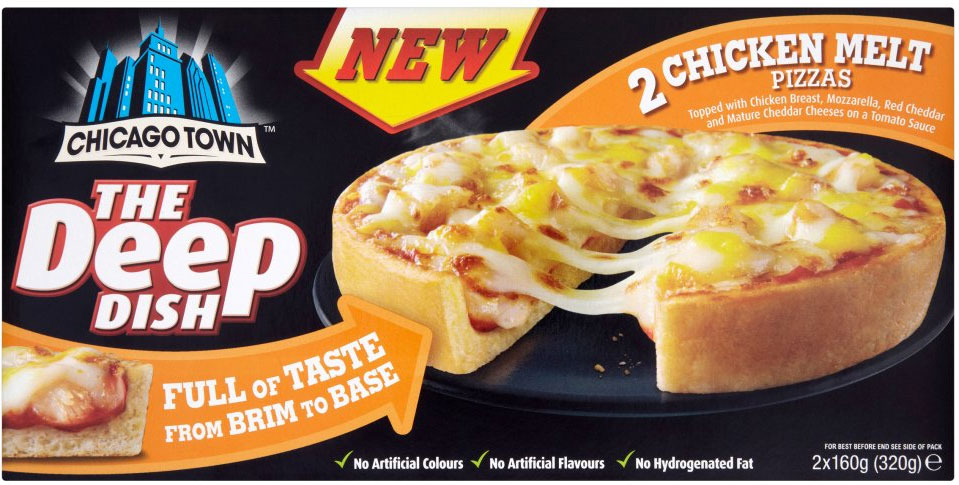 NEW
2 CHICKEN MELT
PIZZAS
Topped with Chicken Breast, Mozzarella, Red Cheddar
and Mature Cheddar Cheeses on a Tomato Sauce
CHICAGO TOWN™
THE
Deep
DISH
FULL OF TASTE
FROM BRIM TO BASE
✓ No Artificial Colours ✓ No Artificial Flavours ✓ No Hydrogenated Fat
FOR BEST BEFORE END SEE SIDE OF PACK
2x160g (320g) ℮